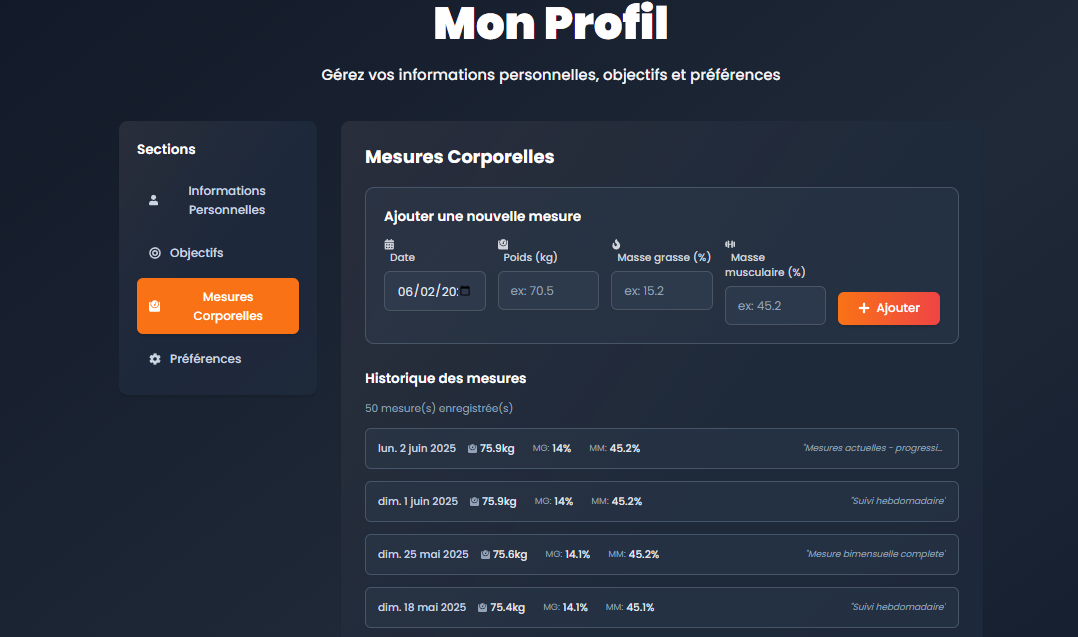 Mon Profil
Gérez vos informations personnelles, objectifs et préférences
Sections
Informations
Personnelles
Objectifs
Mesures
Corporelles
Préférences
Mesures Corporelles
Ajouter une nouvelle mesure
Date
Poids (kg)
Masse grasse (%)
Masse
musculaire (%)
06/02/202
ex: 70.5
ex: 15.2
ex: 45.2
Ajouter
Historique des mesures
50 mesure(s) enregistrée(s)
lun. 2 juin 2025 75.9kg MG: 14% MM: 45.2% "Mesures actuelles - progressi...
dim. 1 juin 2025 75.9kg MG: 14% MM: 45.2% "Suivi hebdomadaire"
dim. 25 mai 2025 75.6kg MG: 14.1% MM: 45.2% "Mesure bimensuelle complete"
dim. 18 mai 2025 75.4kg MG: 14.1% MM: 45.1% "Suivi hebdomadaire"